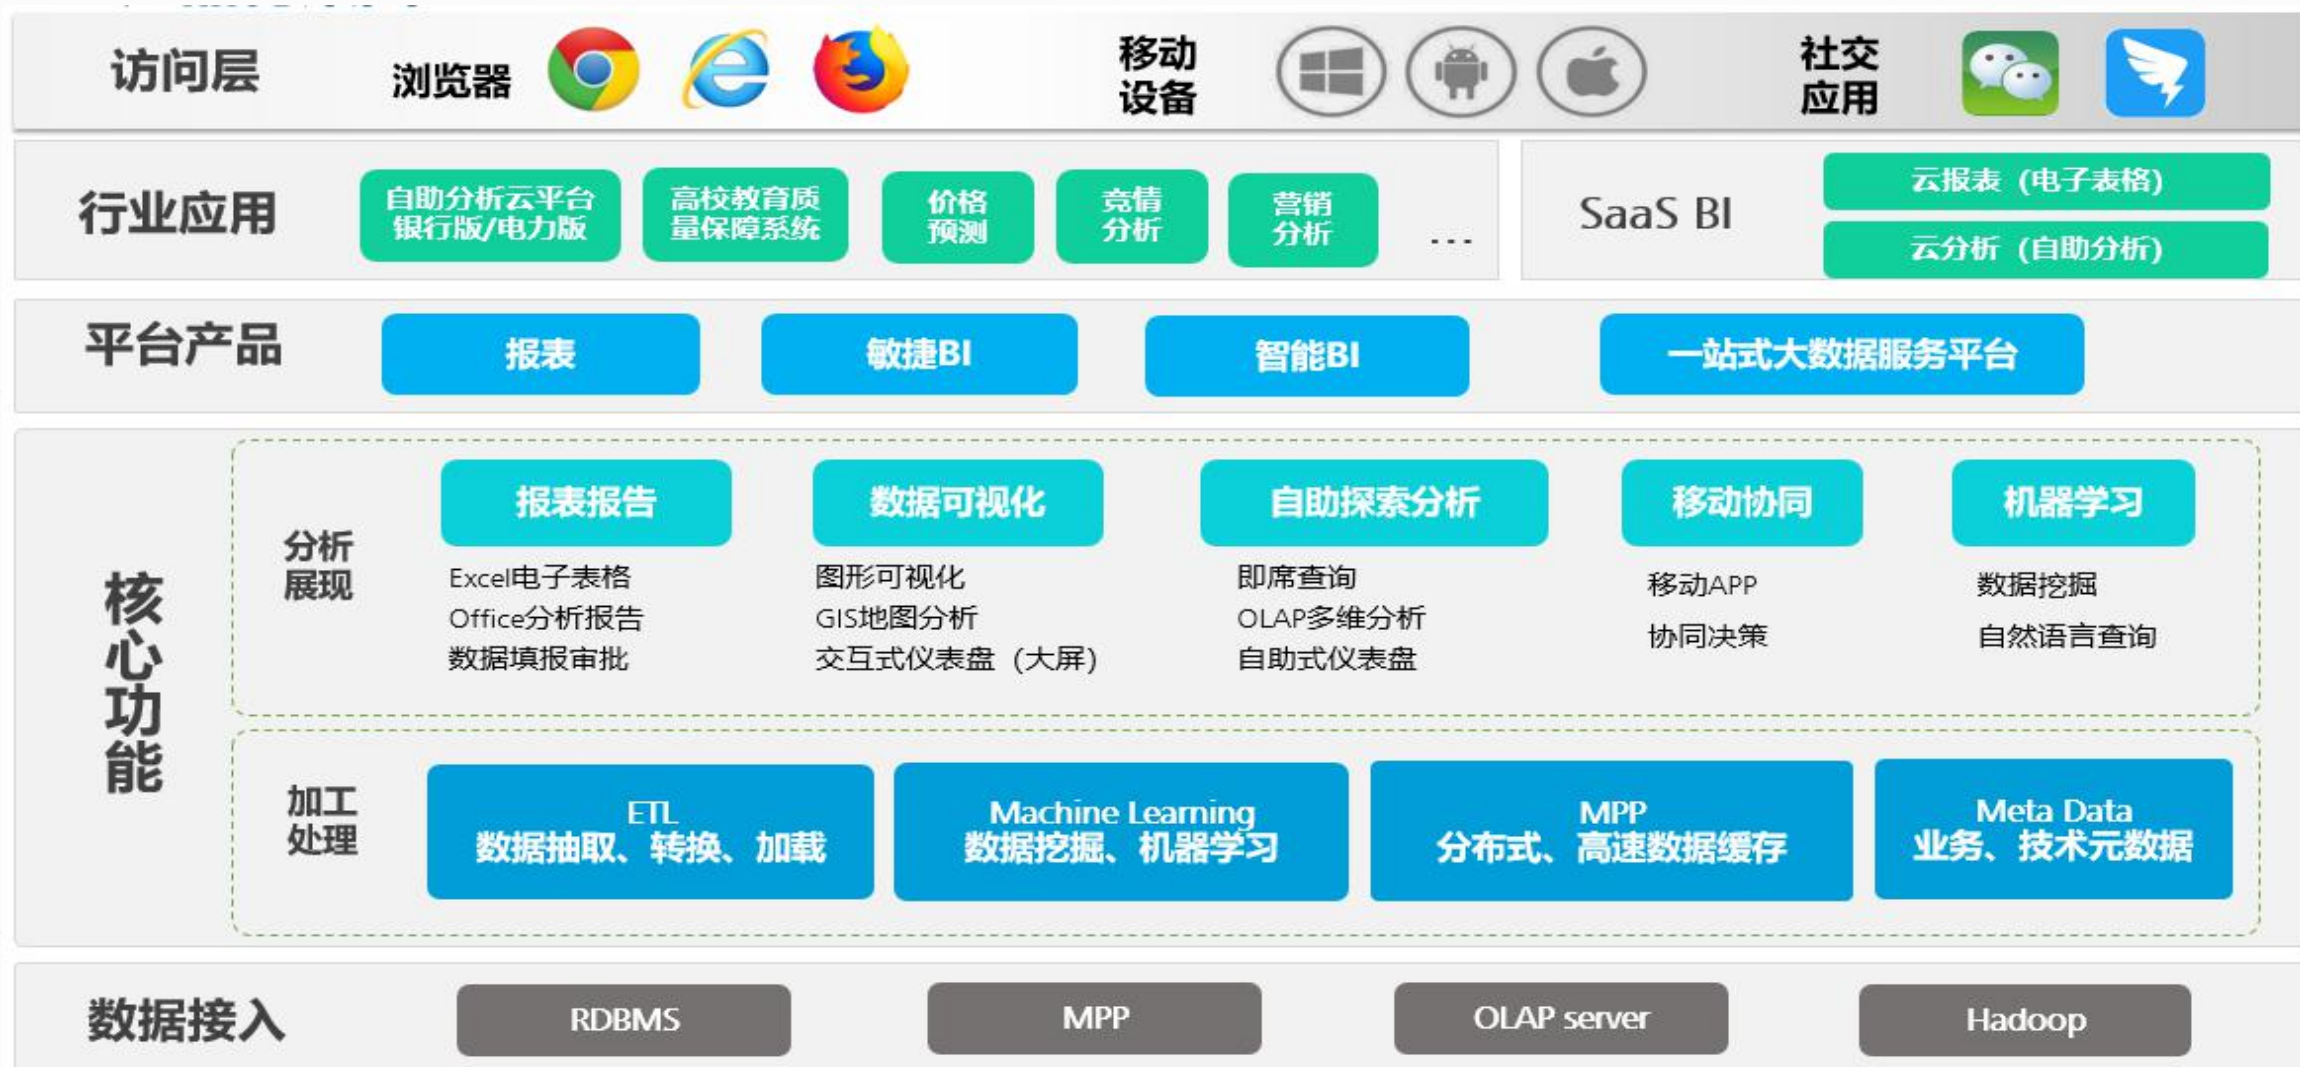 访问层
浏览器
移动
设备
社交
应用
行业应用
自助分析云平台
银行版/电力版
高校教育质
量保障系统
价格
预测
竞情
分析
营销
分析
...
SaaS BI
云报表 (电子表格)
云分析 (自助分析)
平台产品
报表
敏捷BI
智能BI
一站式大数据服务平台
核心功能
分析
展现
报表报告
Excel电子表格
Office分析报告
数据填报审批
数据可视化
图形可视化
GIS地图分析
交互式仪表盘 (大屏)
自助探索分析
即席查询
OLAP多维分析
自助式仪表盘
移动协同
移动APP
协同决策
机器学习
数据挖掘
自然语言查询
加工
处理
ETL
数据抽取、转换、加载
Machine Learning
数据挖掘、机器学习
MPP
分布式、高速数据缓存
Meta Data
业务、技术元数据
数据接入
RDBMS
MPP
OLAP server
Hadoop